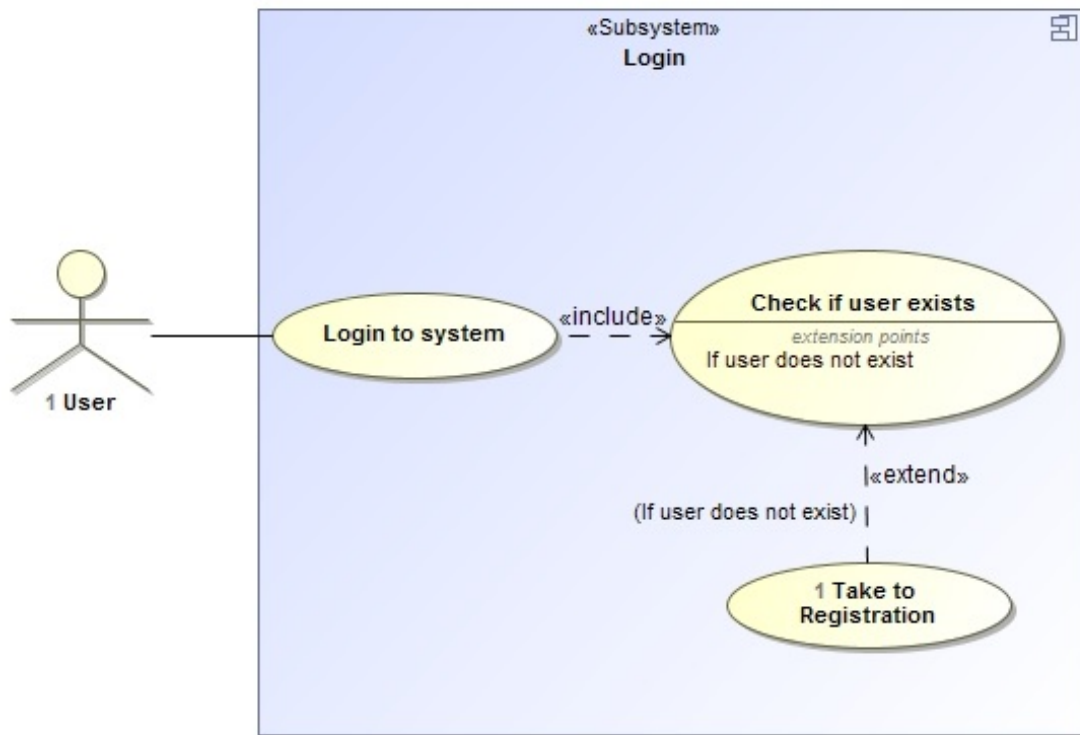 «Subsystem»
Login
Login to system
«include»
Check if user exists
extension points
If user does not exist
1 User
«extend»
(If user does not exist)
1 Take to
Registration